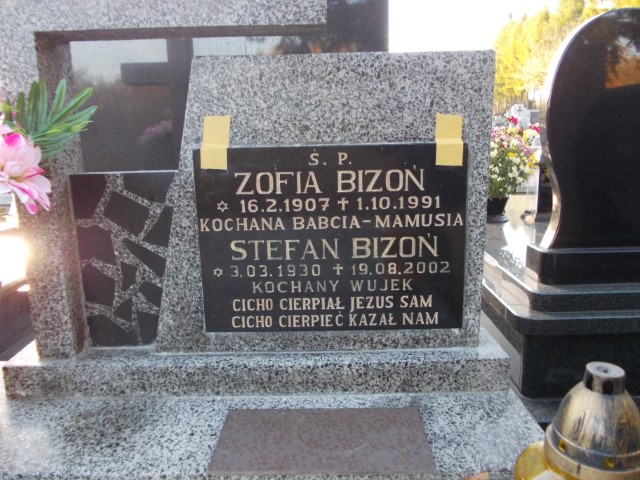 Ś. P.
ZOFIA BIZOŃ
✡ 16.2.1907 ✝ 1.10.1991
KOCHANA BABCIA-MAMUSIA
STEFAN BIZOŃ
✡ 3.03.1930 ✝ 19.08.2002
KOCHANY WUJEK
CICHO CIERPIAŁ JEZUS SAM
CICHO CIERPIEĆ KAZAŁ NAM